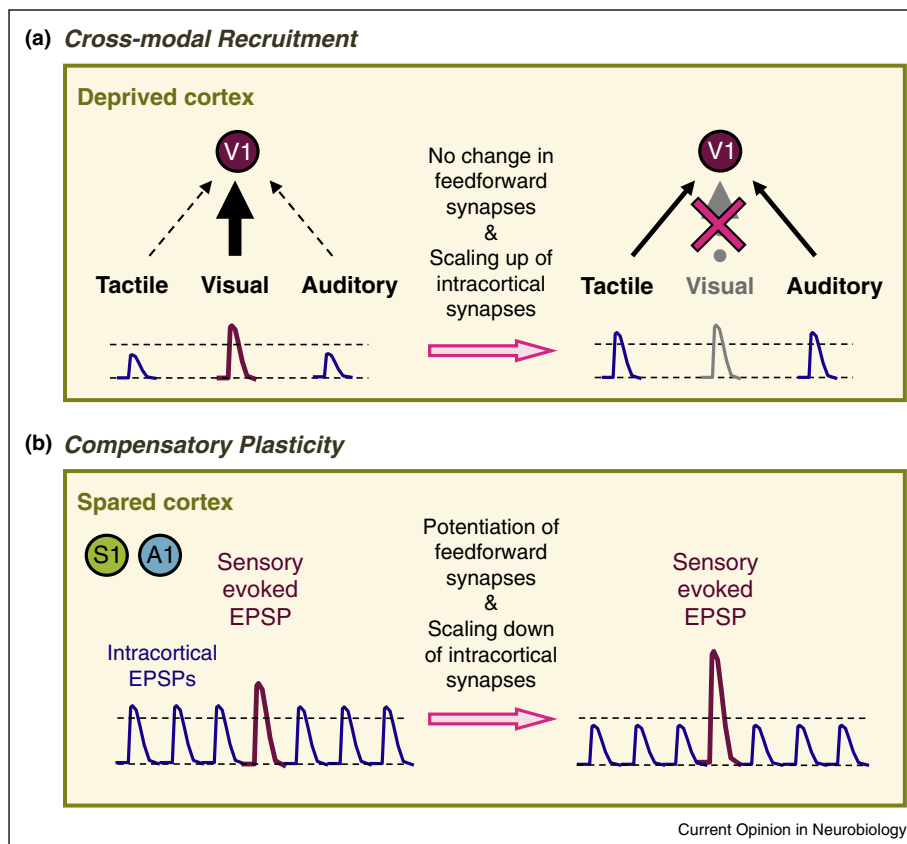 (a) Cross-modal Recruitment
Deprived cortex
V1
Tactile Visual Auditory
No change in
feedforward
synapses
&
Scaling up of
intracortical
synapses
V1
Tactile Visual Auditory
(b) Compensatory Plasticity
Spared cortex
S1 A1
Sensory
evoked
EPSP
Intracortical
EPSPs
Potentiation of
feedforward
synapses
&
Scaling down
of intracortical
synapses
Sensory
evoked
EPSP
Current Opinion in Neurobiology